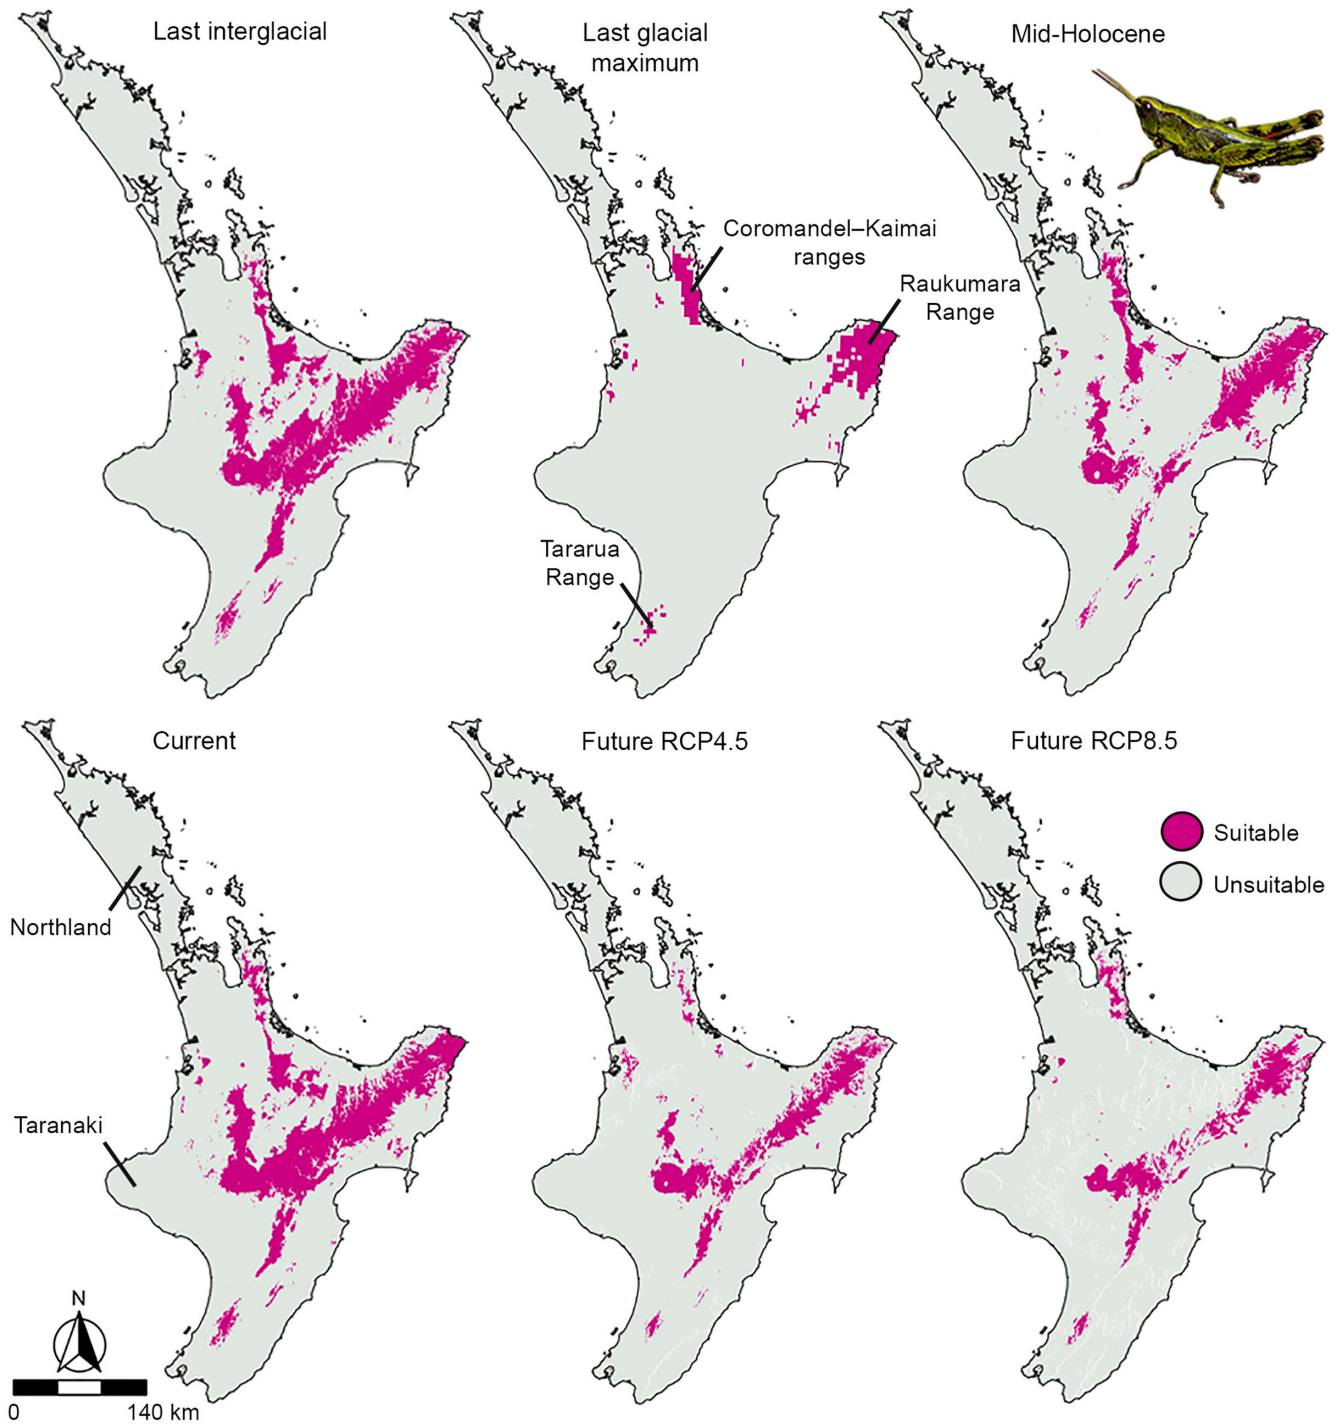 Last interglacial
Last glacial
maximum
Mid-Holocene
Coromandel–Kaimai
ranges
Raukumara
Range
Tararua
Range
Current
Future RCP4.5
Future RCP8.5
Suitable
Unsuitable
Northland
Taranaki
N
0
140 km